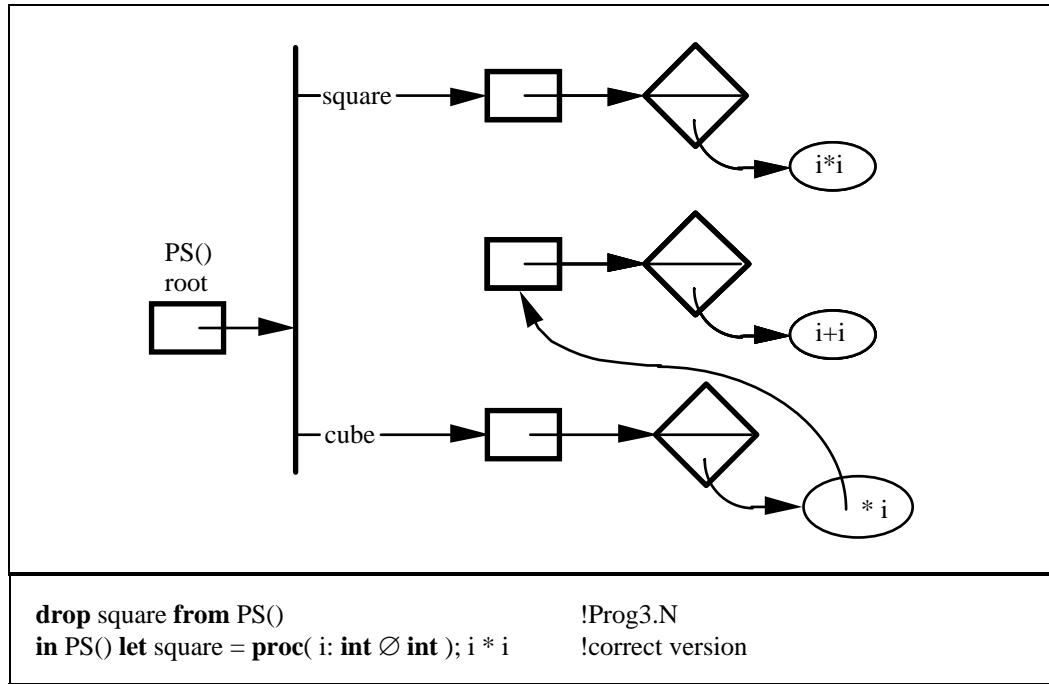 square
i*i
PS()
root
i+i
cube
* i
drop square from PS() !Prog3.N
in PS() let square = proc( i: int ∅ int ); i * i !correct version